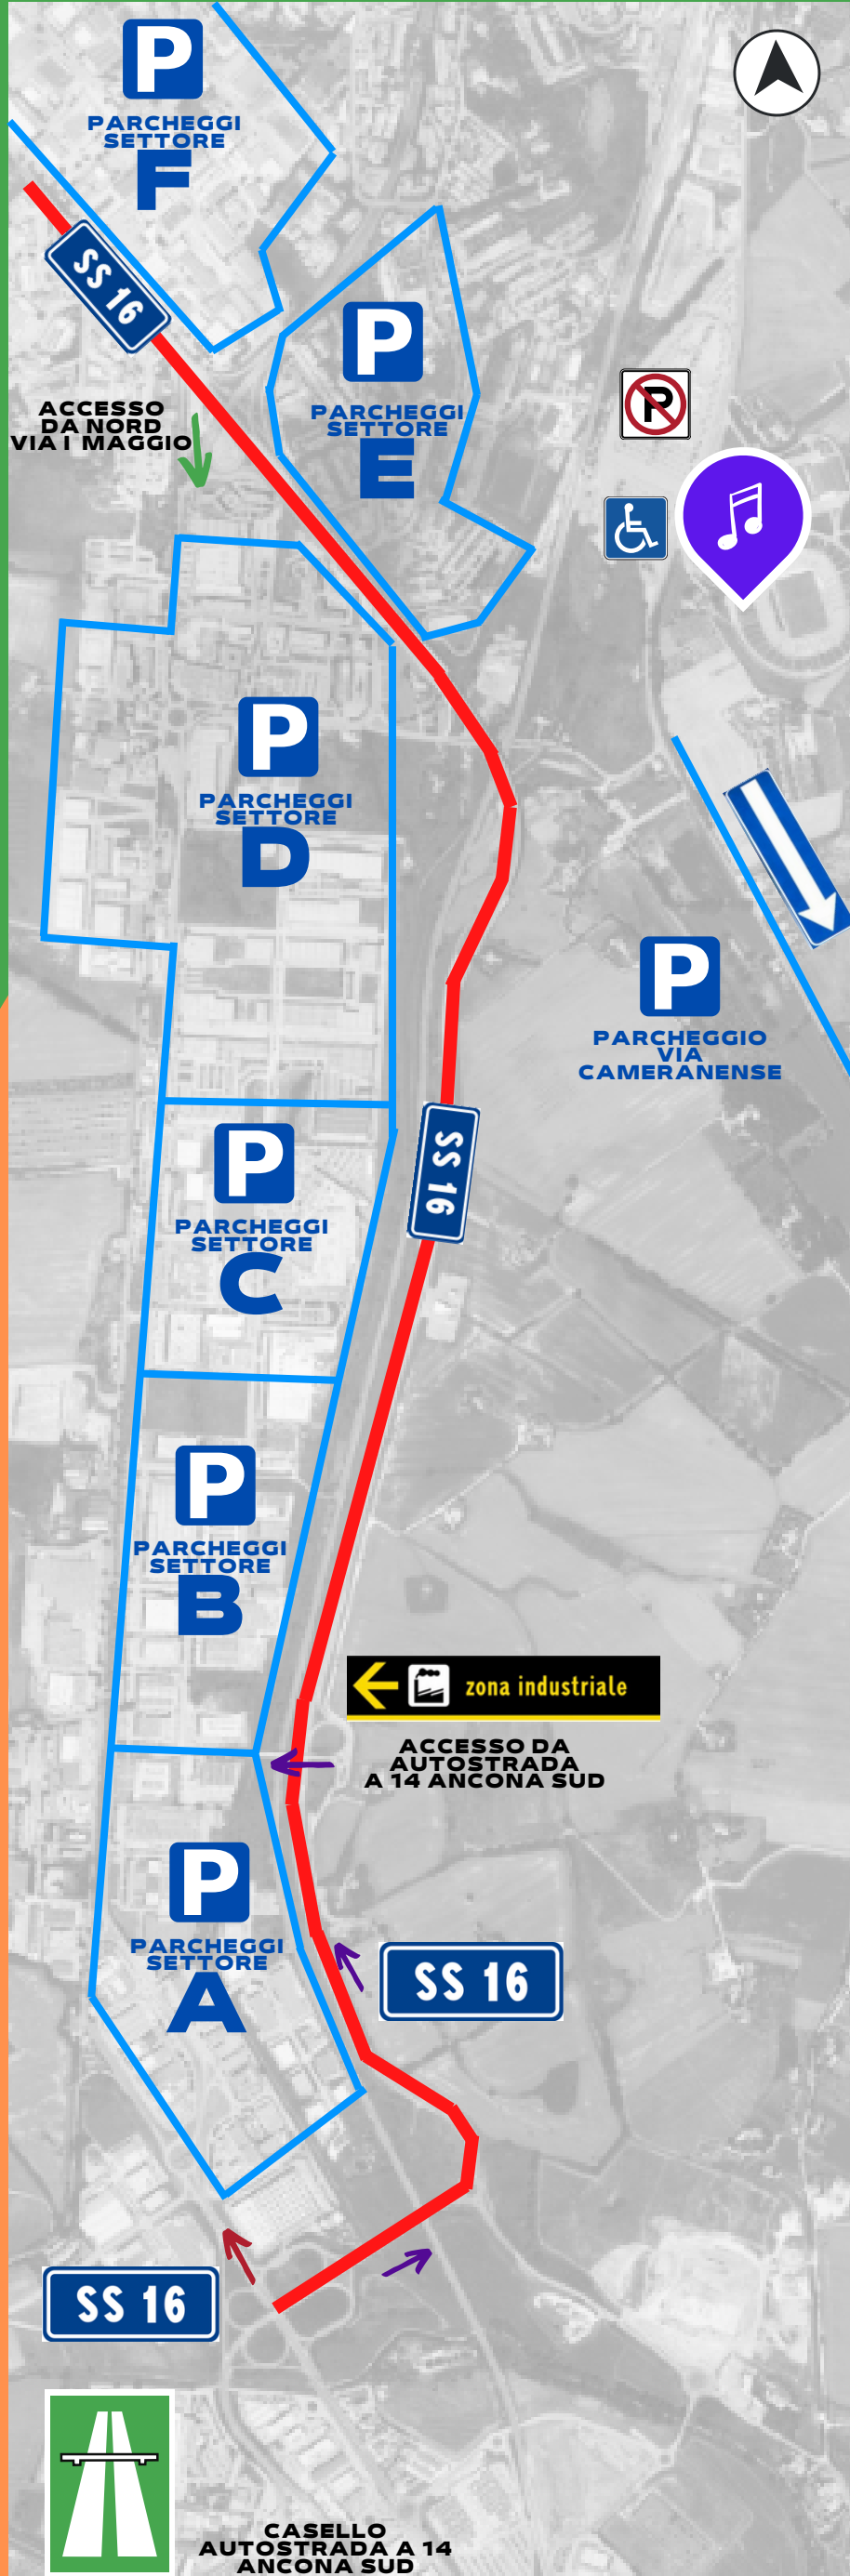 P
PARCHEGGI
SETTORE
F
SS 16
P
PARCHEGGI
SETTORE
E
P
ACCESSO
DA NORD
VIA I MAGGIO
P
PARCHEGGI
SETTORE
D
P
PARCHEGGIO
VIA
CAMERANENSE
P
PARCHEGGI
SETTORE
C
SS 16
P
PARCHEGGI
SETTORE
B
zona industriale
ACCESSO DA
AUTOSTRADA
A 14 ANCONA SUD
P
PARCHEGGI
SETTORE
A
SS 16
SS 16
CASELLO
AUTOSTRADA A 14
ANCONA SUD